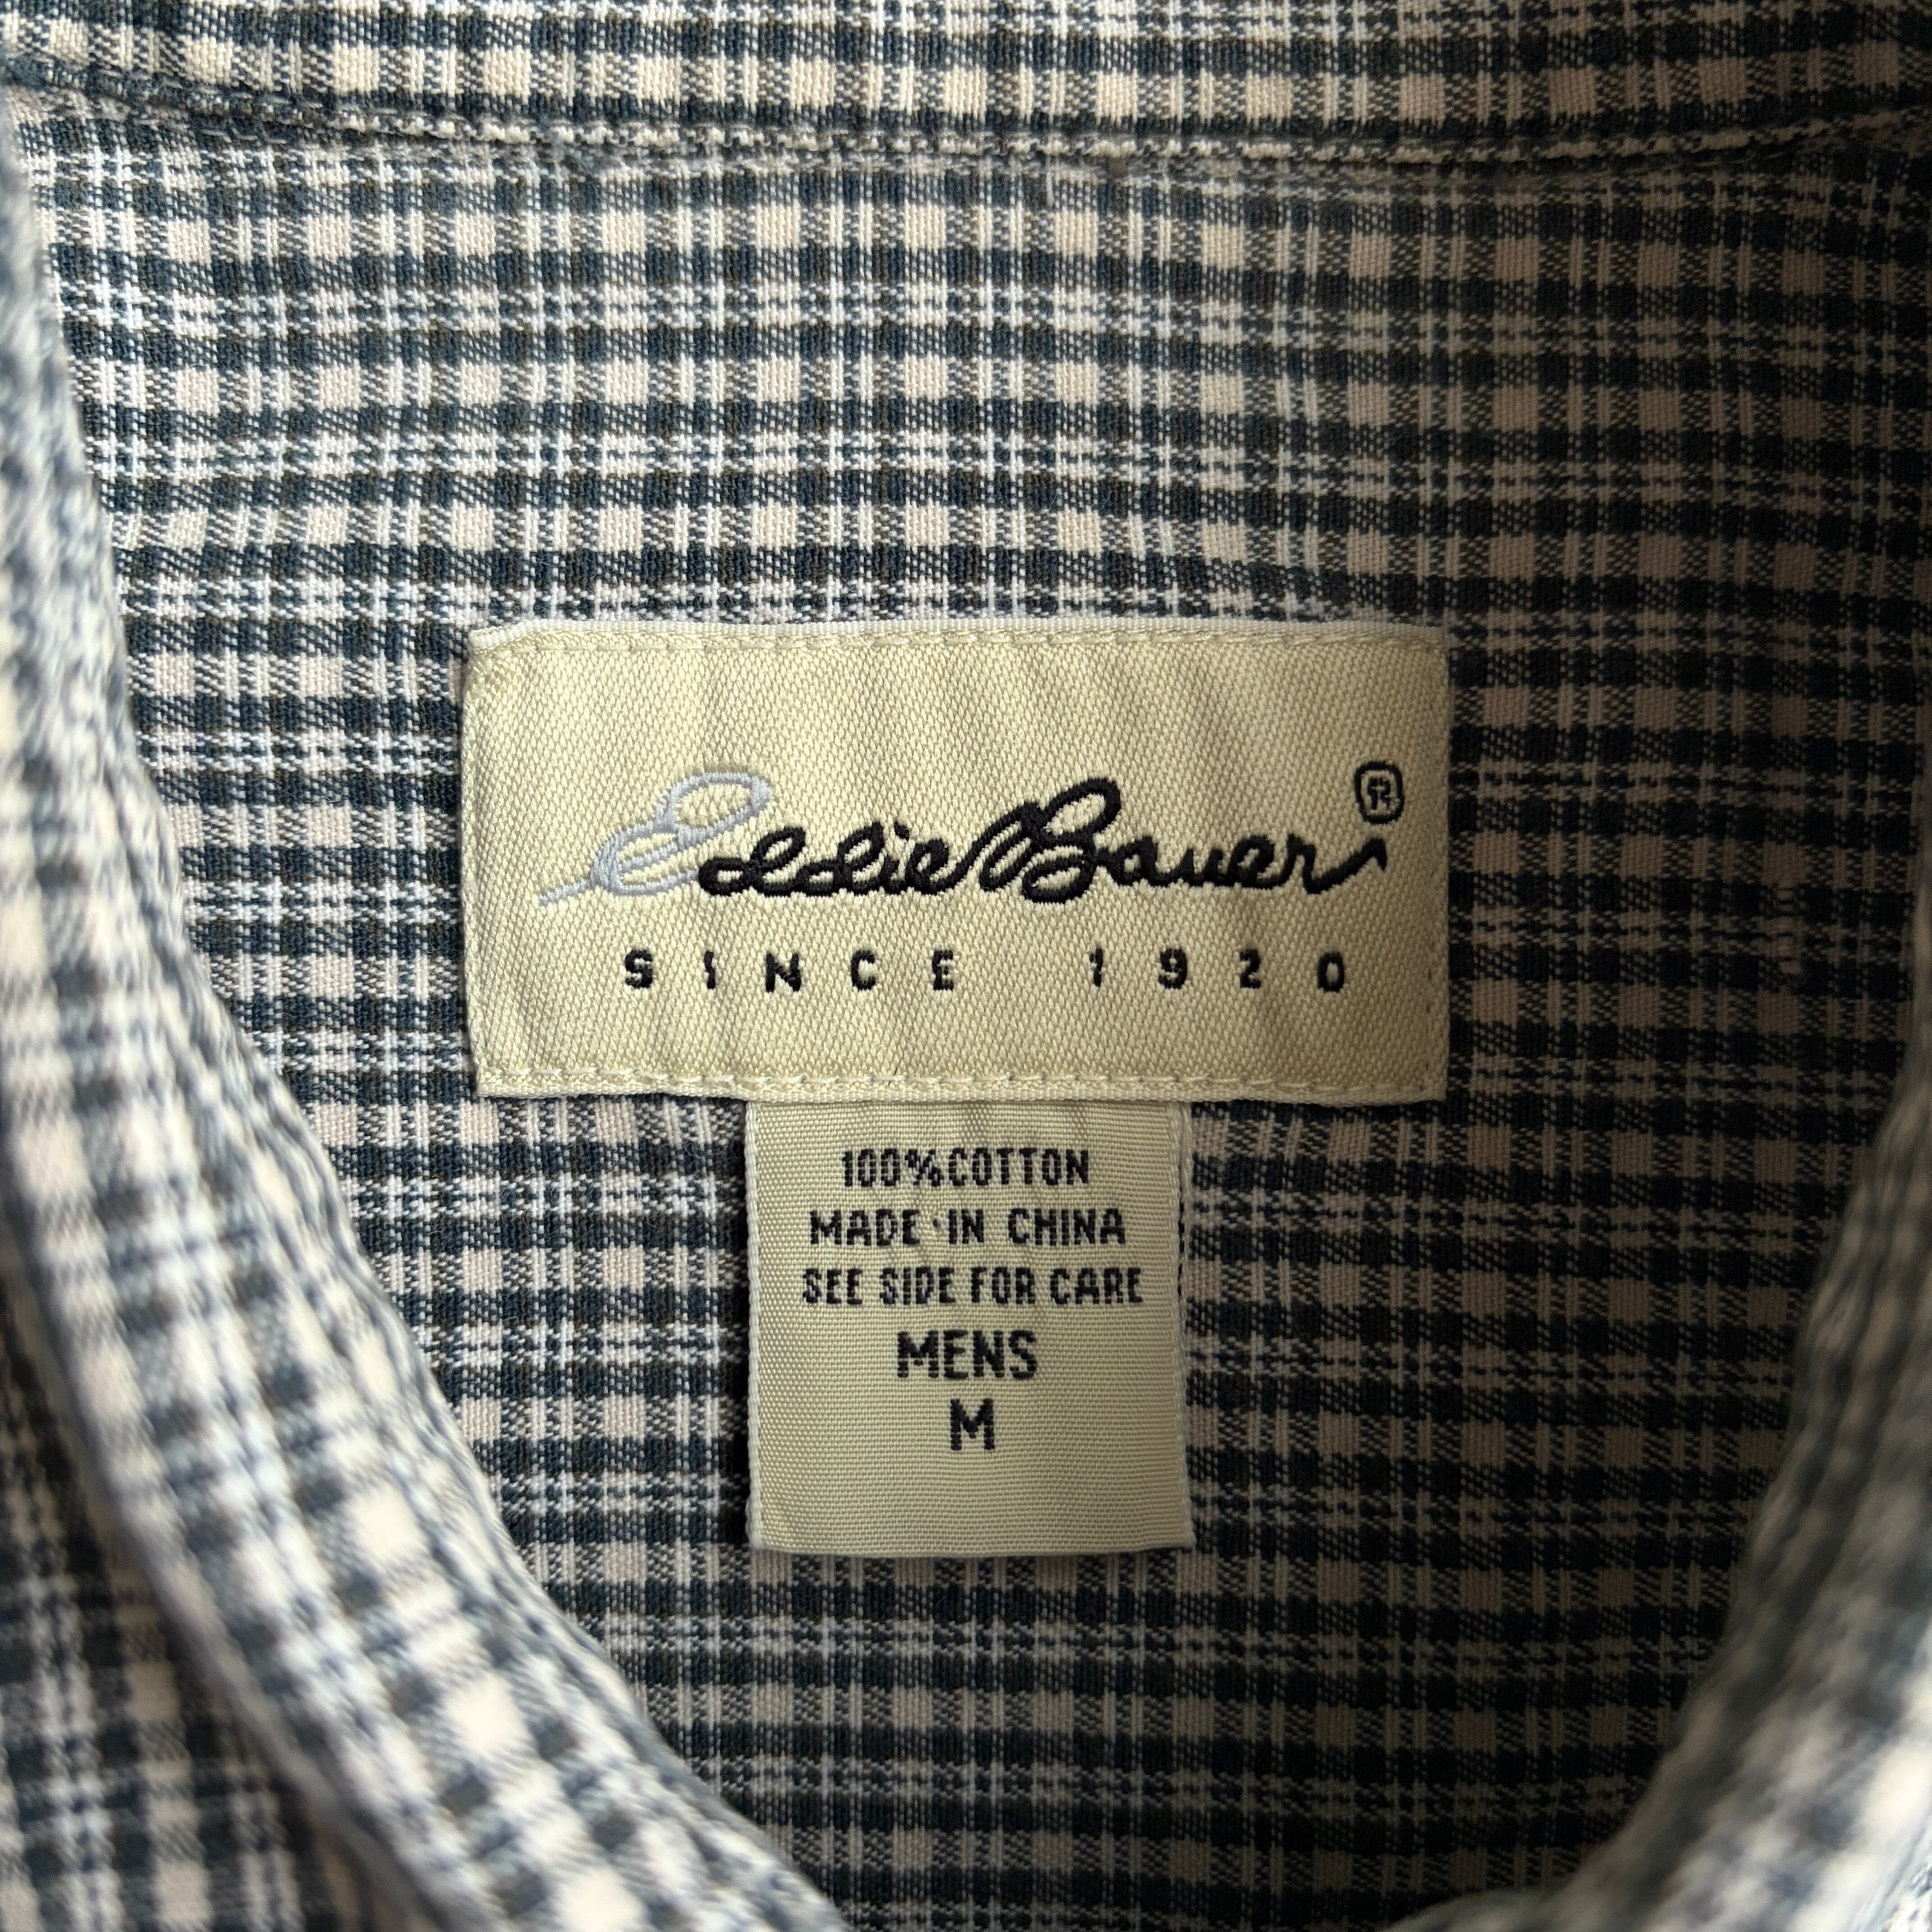 Eddie Bauer®
SINCE 1920
100%COTTON
MADE·IN CHINA
SEE SIDE FOR CARE
MENS
M